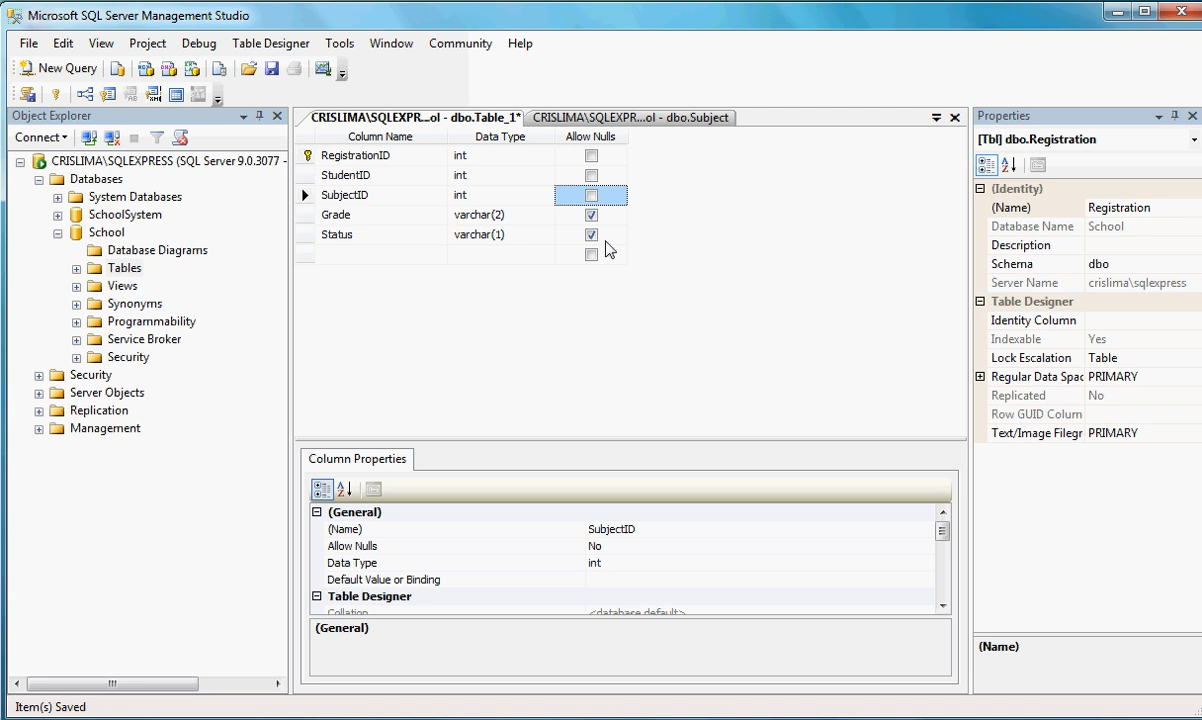 Microsoft SQL Server Management Studio
File Edit View Project Debug Table Designer Tools Window Community Help
New Query
Object Explorer
Connect
CRISLIMA\SQLEXPRESS (SQL Server 9.0.3077 -
Databases
System Databases
SchoolSystem
School
Database Diagrams
Tables
Views
Synonyms
Programmability
Service Broker
Security
Security
Server Objects
Replication
Management
CRISLIMA\SQLEXPR...ol - dbo.Table_1* CRISLIMA\SQLEXPR...ol - dbo.Subject
Column Name Data Type Allow Nulls
RegistrationID int
StudentID int
SubjectID int
Grade varchar(2)
Status varchar(1)
Column Properties
(General)
(Name) SubjectID
Allow Nulls No
Data Type int
Default Value or Binding
Table Designer
Collation <database default>
(General)
Properties
[Tbl] dbo.Registration
(Identity)
(Name) Registration
Database Name School
Description
Schema dbo
Server Name crislima\sqlexpress
Table Designer
Identity Column
Indexable Yes
Lock Escalation Table
Regular Data Spac PRIMARY
Replicated No
Row GUID Colum
Text/Image Filegr PRIMARY
(Name)
Item(s) Saved